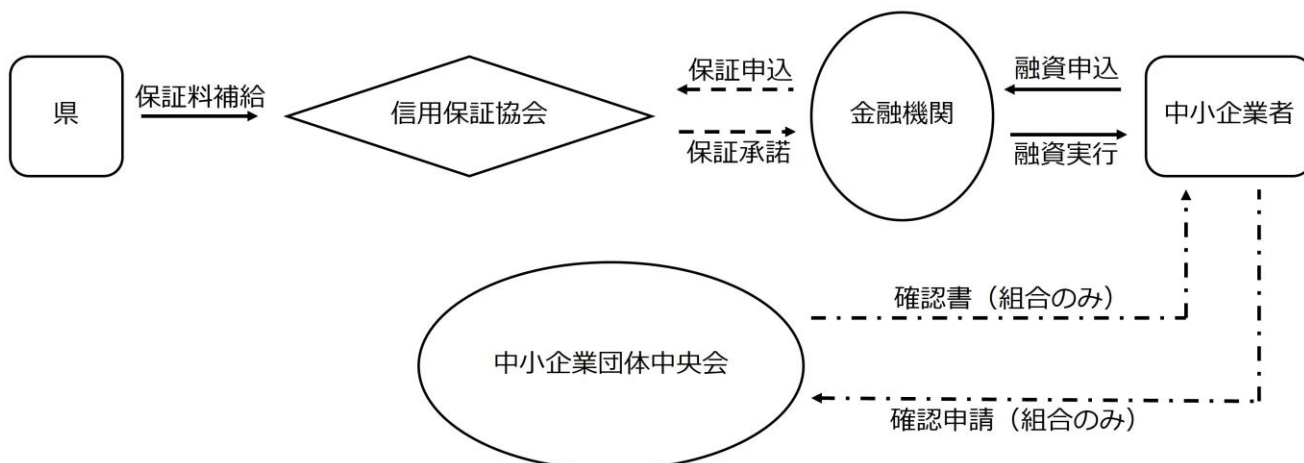 県
保証料補給
信用保証協会
保証申込
保証承諾
金融機関
融資申込
融資実行
中小企業者
確認書（組合のみ）
中小企業団体中央会
確認申請（組合のみ）